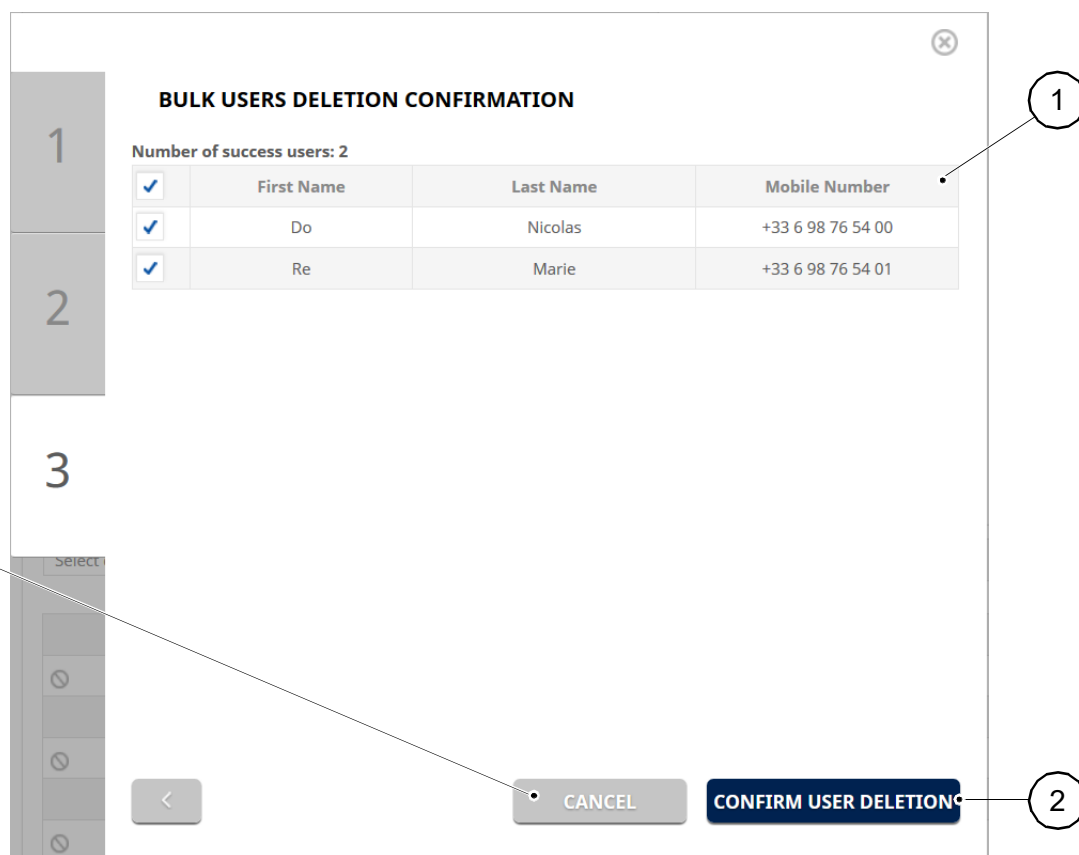 BULK USERS DELETION CONFIRMATION
1
1
Number of success users: 2
First Name Last Name Mobile Number
Do Nicolas +33 6 98 76 54 00
Re Marie +33 6 98 76 54 01
2
3
Select
CANCEL
CONFIRM USER DELETION
2